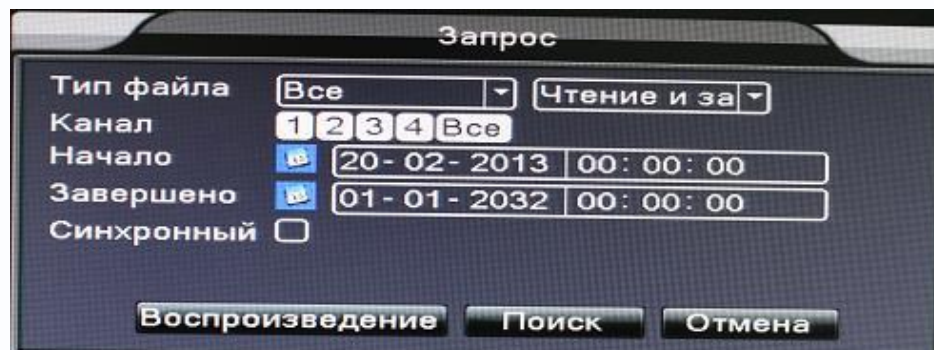 Запрос
Тип файла Все Чтение и за
Канал 1 2 3 4 Все
Начало 20-02-2013 00:00:00
Завершено 01-01-2032 00:00:00
Синхронный
Воспроизведение Поиск Отмена